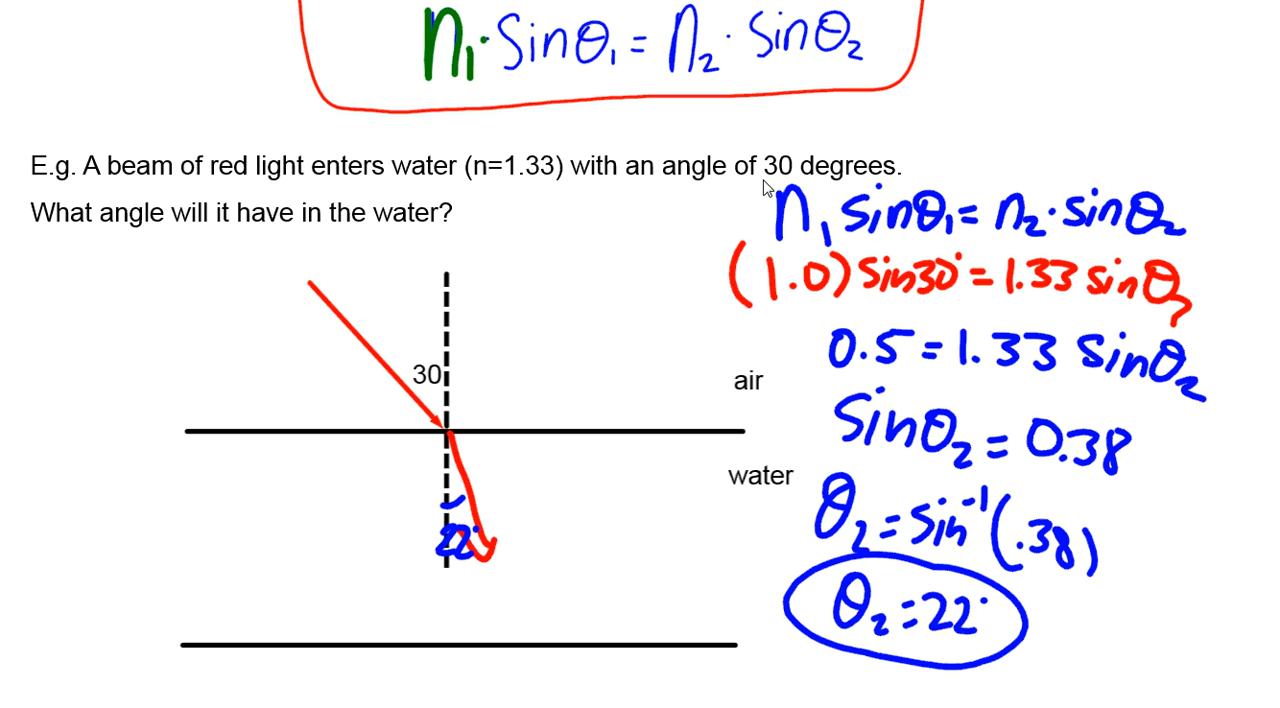 n₁·sinθ₁ = n₂·sinθ₂
E.g. A beam of red light enters water (n=1.33) with an angle of 30 degrees.
What angle will it have in the water?
n₁ sinθ₁ = n₂·sinθ₂
(1.0) sin30° = 1.33 sinθ₂
0.5 = 1.33 sinθ₂
30
air
sinθ₂ = 0.38
water
θ₂ = sin⁻¹(.38)
22°
θ₂ = 22°